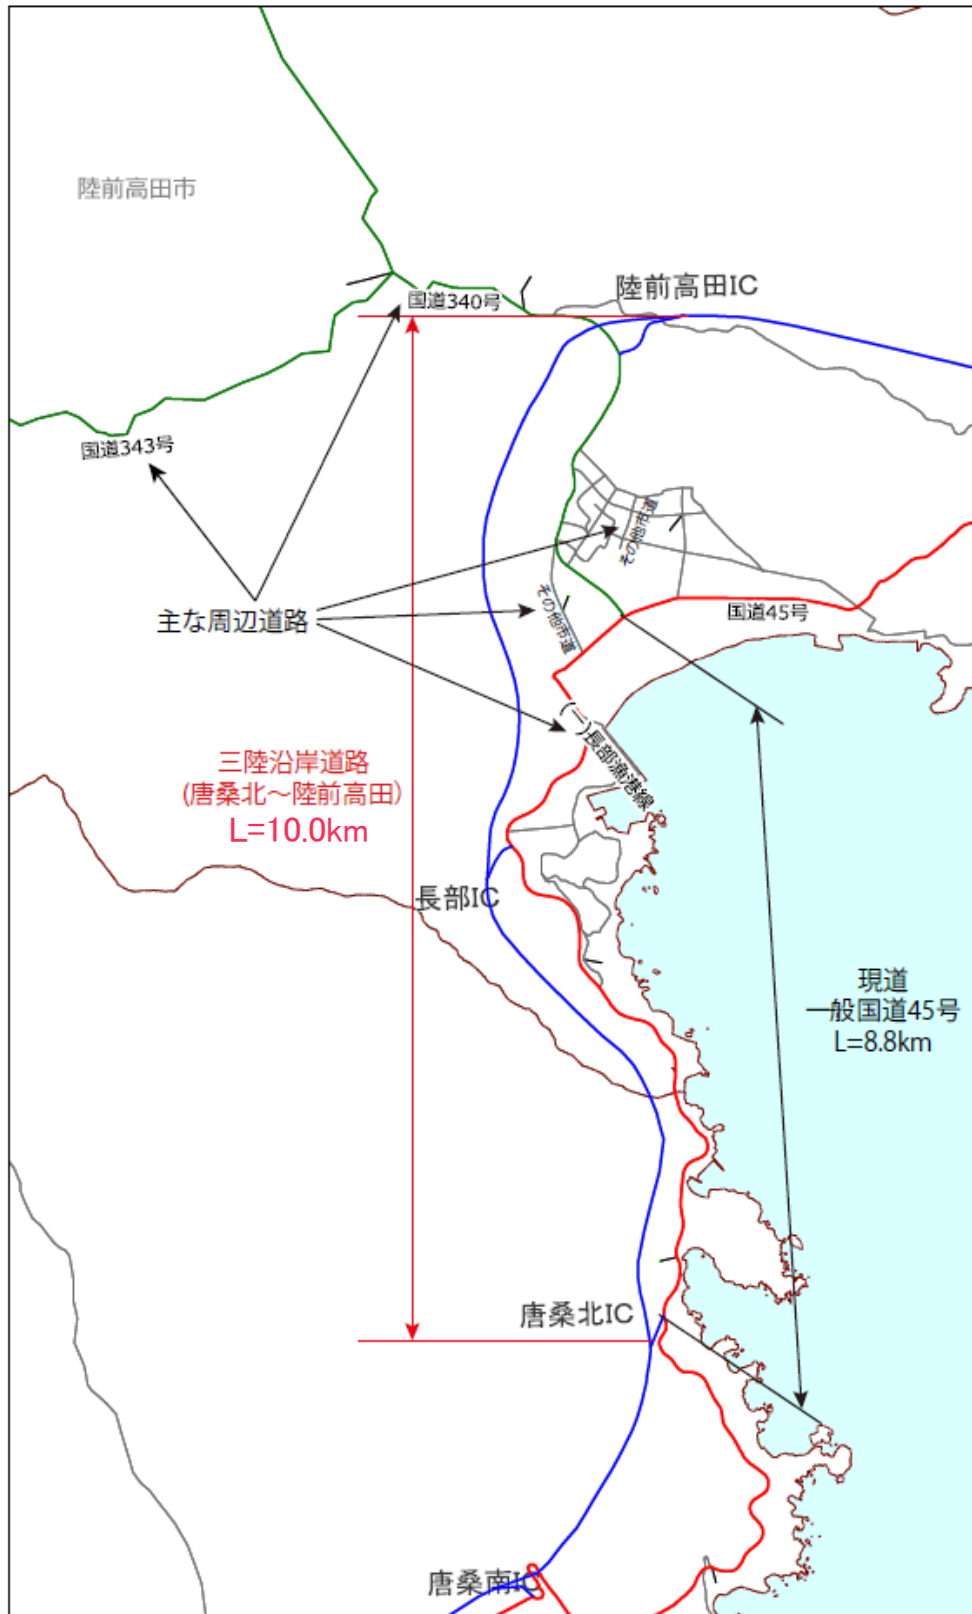 陸前高田市
陸前高田IC
国道340号
国道343号
その他市道
主な周辺道路
その他市道
国道45号
(一)長部漁港線
三陸沿岸道路
(唐桑北～陸前高田)
L=10.0km
長部IC
現道
一般国道45号
L=8.8km
唐桑北IC
唐桑南IC